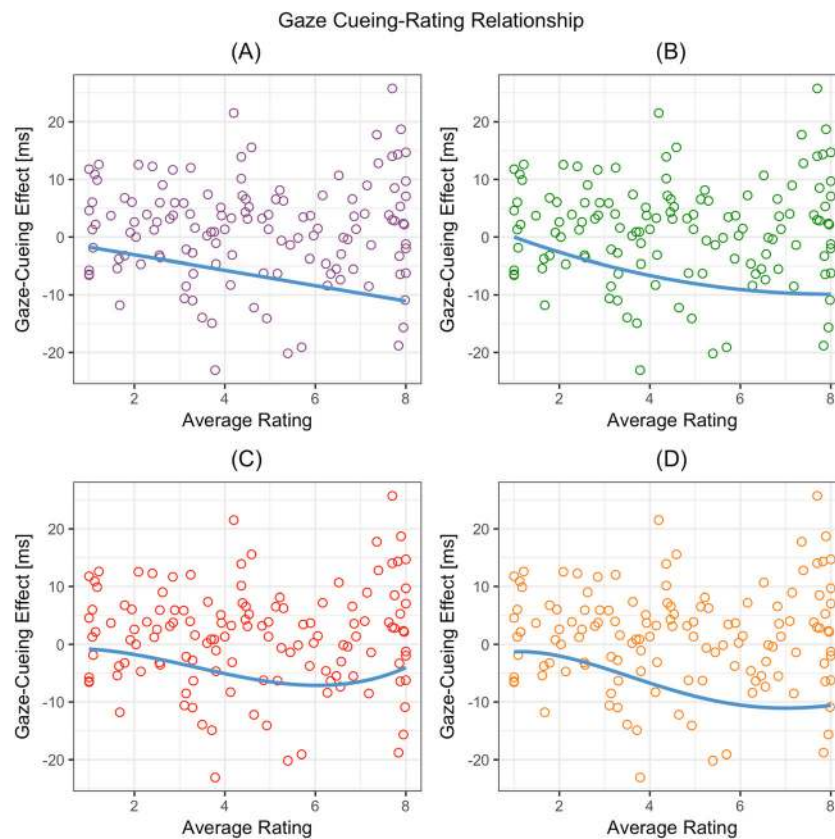 Gaze Cueing-Rating Relationship
(A)
(B)
Gaze-Cueing Effect [ms]
20
10
0
-10
-20
2
4
6
8
Average Rating
Gaze-Cueing Effect [ms]
20
10
0
-10
-20
2
4
6
8
Average Rating
(C)
(D)
Gaze-Cueing Effect [ms]
20
10
0
-10
-20
2
4
6
8
Average Rating
Gaze-Cueing Effect [ms]
20
10
0
-10
-20
2
4
6
8
Average Rating